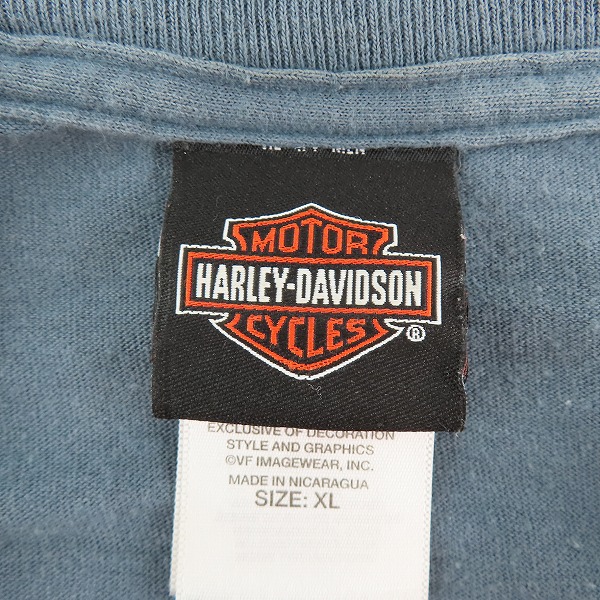 MOTOR
HARLEY-DAVIDSON
CYCLES
®
EXCLUSIVE OF DECORATION
STYLE AND GRAPHICS
©VF IMAGEWEAR, INC.
MADE IN NICARAGUA
SIZE: XL